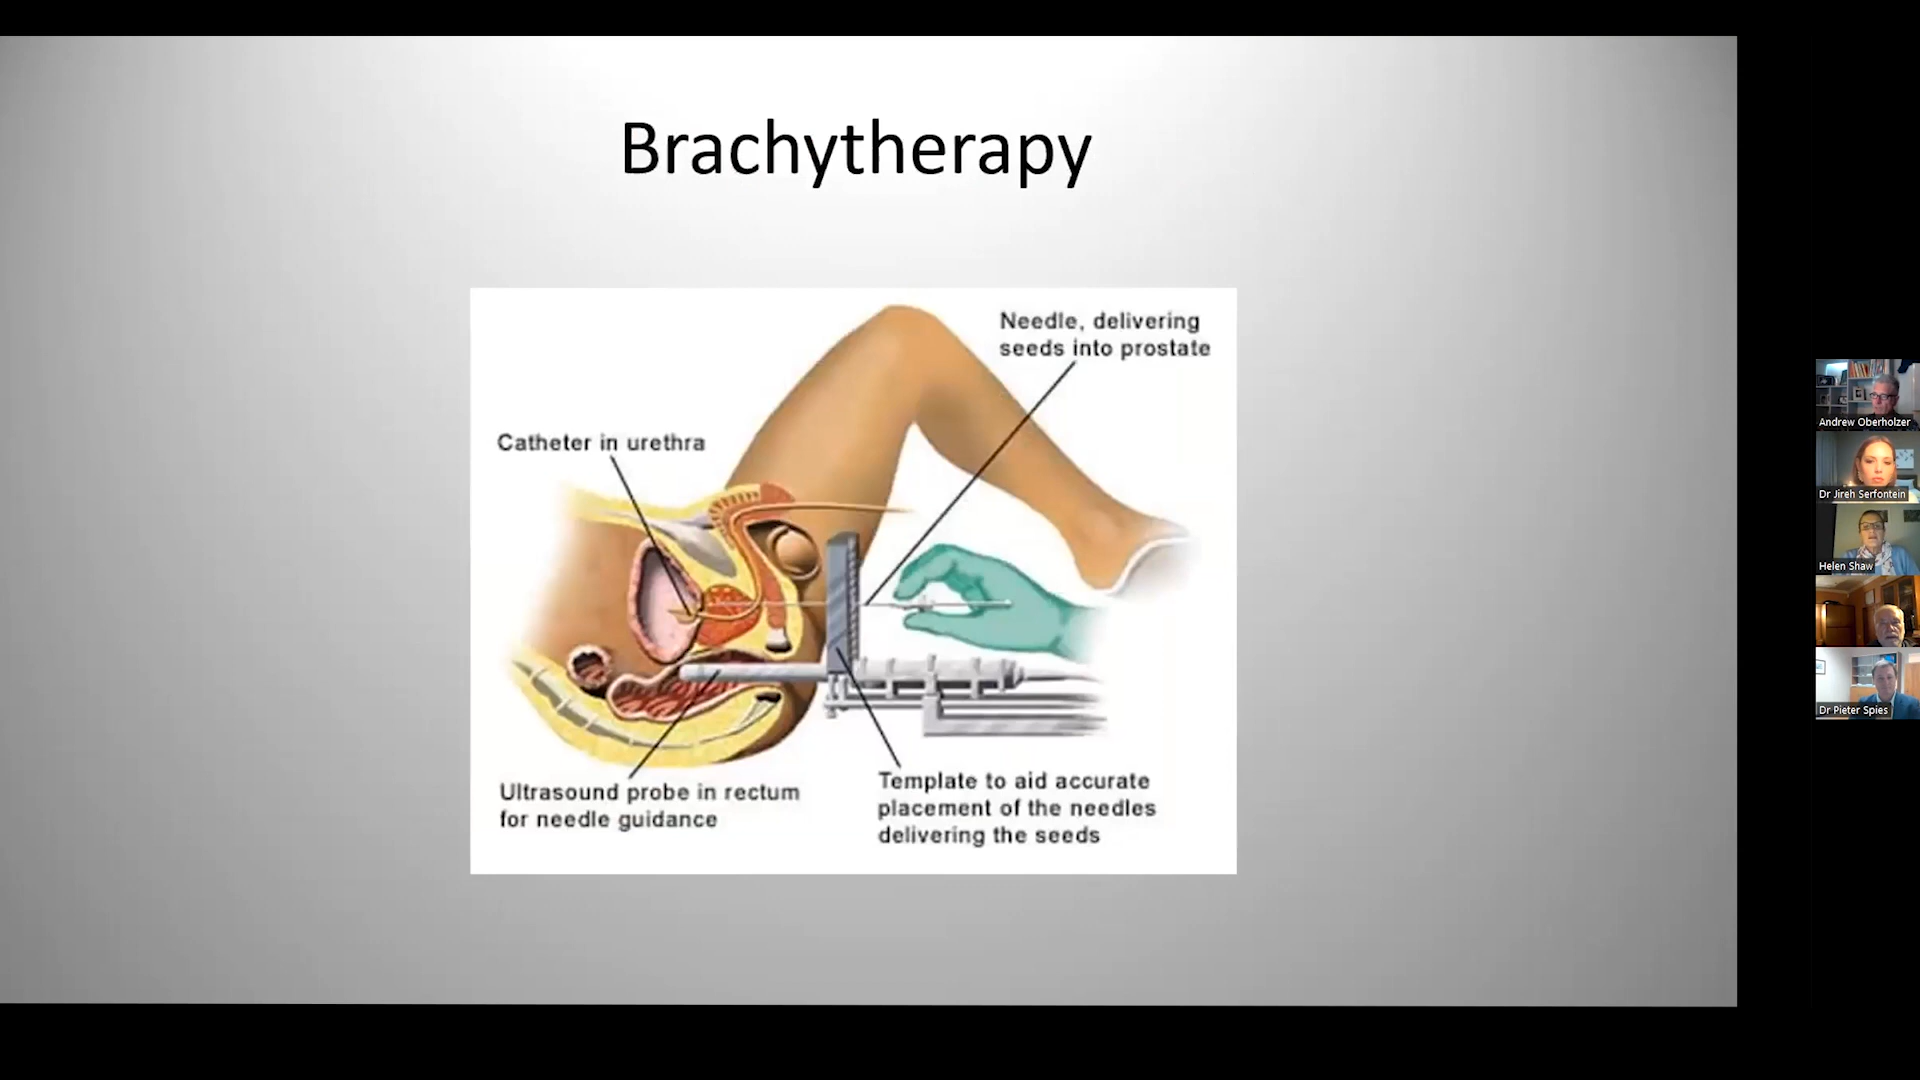 Brachytherapy
Needle, delivering
seeds into prostate
Catheter in urethra
Ultrasound probe in rectum
for needle guidance
Template to aid accurate
placement of the needles
delivering the seeds
Andrew Oberholzer
Dr Jireh Serfontein
Helen Shaw
Dr Pieter Spies